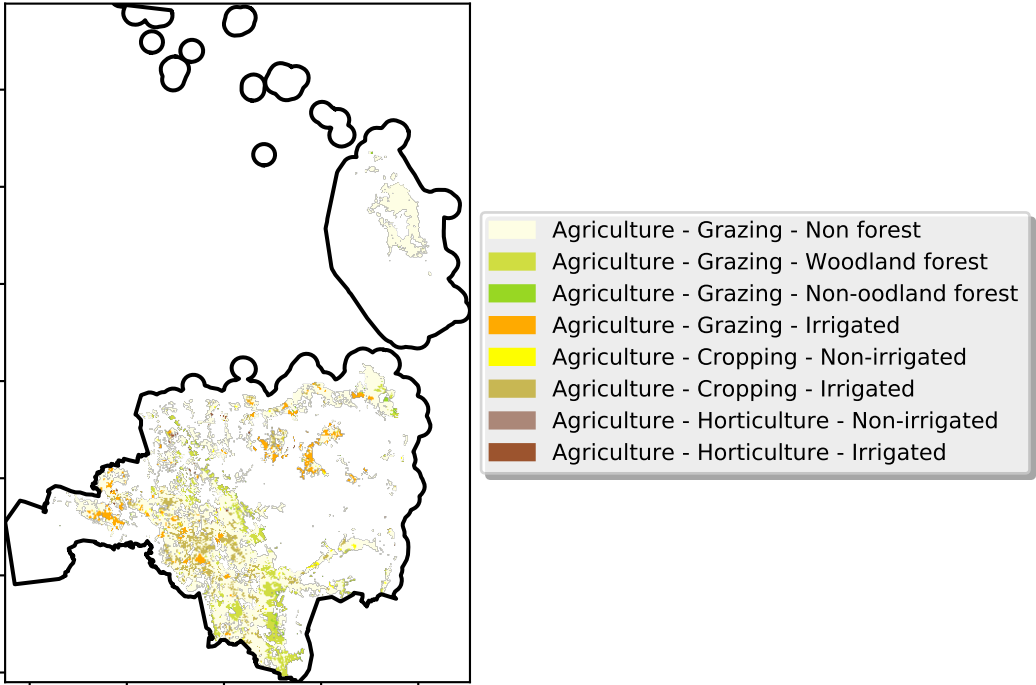 Agriculture - Grazing - Non forest
Agriculture - Grazing - Woodland forest
Agriculture - Grazing - Non-oodland forest
Agriculture - Grazing - Irrigated
Agriculture - Cropping - Non-irrigated
Agriculture - Cropping - Irrigated
Agriculture - Horticulture - Non-irrigated
Agriculture - Horticulture - Irrigated